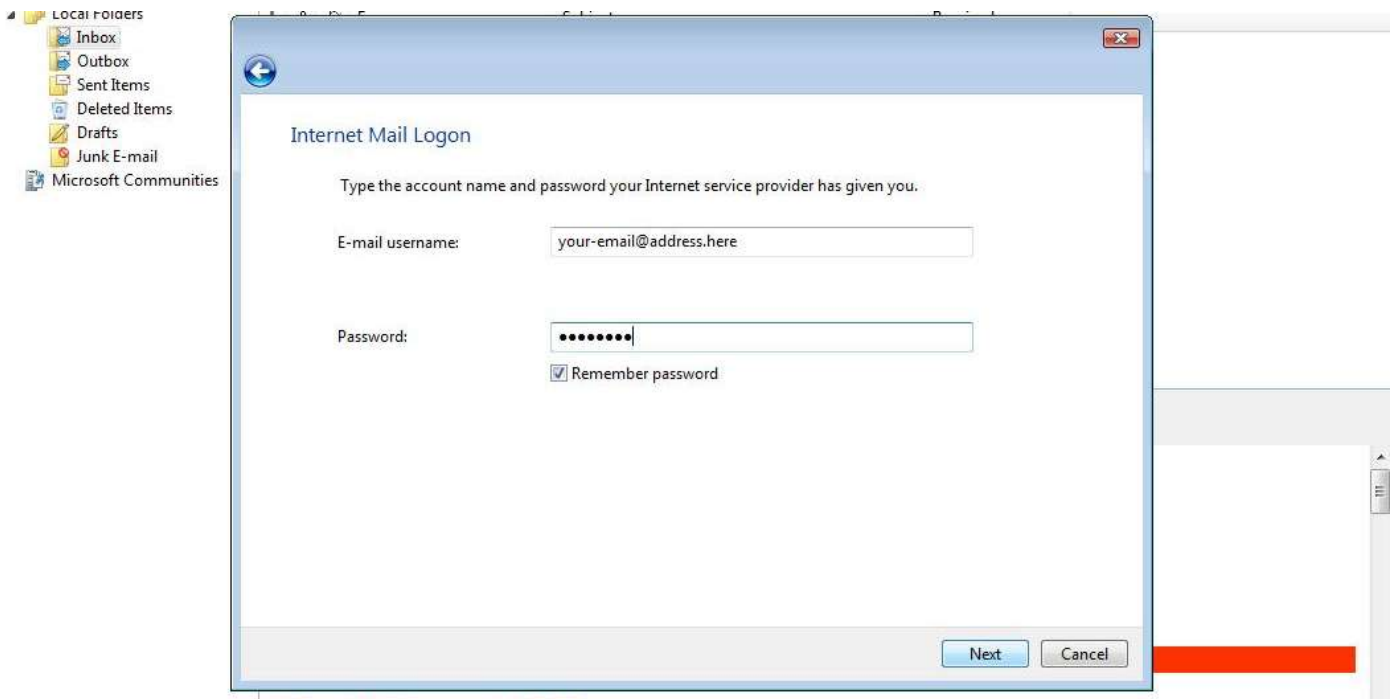 Local Folders
Inbox
Outbox
Sent Items
Deleted Items
Drafts
Junk E-mail
Microsoft Communities
Internet Mail Logon
Type the account name and password your Internet service provider has given you.
E-mail username:
your-email@address.here
Password:
••••••••
Remember password
Next
Cancel